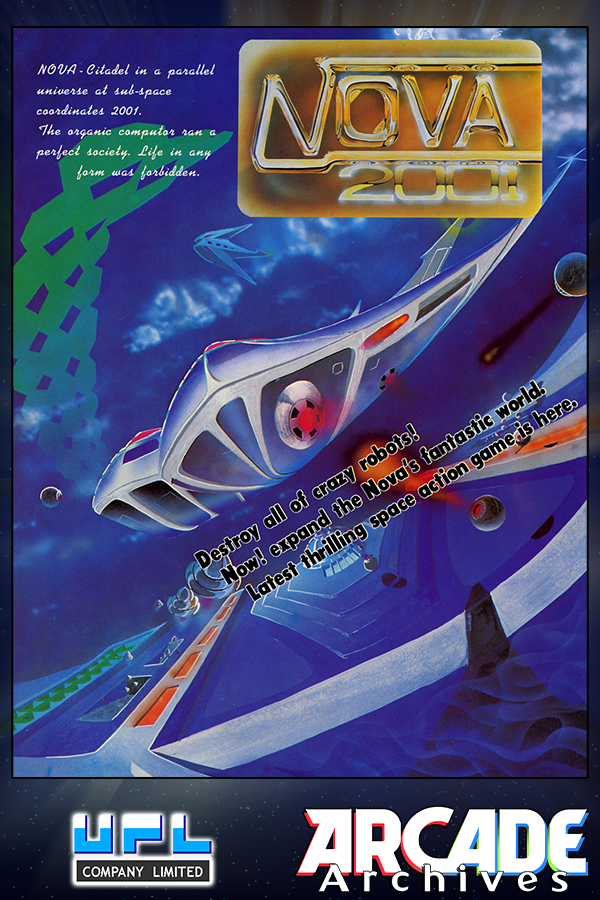 NOVA-Citadel in a parallel
universe at sub-space
coordinates 2001.
The organic computor ran a
perfect society. Life in any
form was forbidden.
NOVA
2001
Destroy all of crazy robots!
Now! expand the Nova's fantastic world.
Latest thrilling space action game is here.
UPL
COMPANY LIMITED
ARCADE
Archives